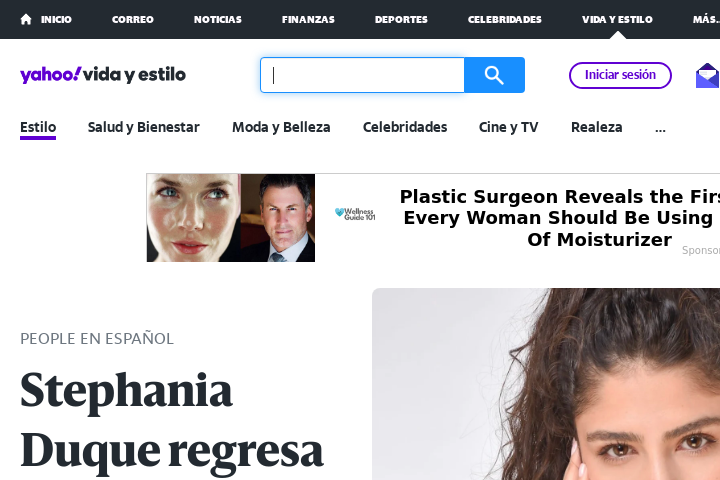 INICIO CORREO NOTICIAS FINANZAS DEPORTES CELEBRIDADES VIDA Y ESTILO MÁS...
yahoo! vida y estilo
Iniciar sesión
Estilo Salud y Bienestar Moda y Belleza Celebridades Cine y TV Realeza ...
Wellness
Guide 101
Plastic Surgeon Reveals the Firs
Every Woman Should Be Using
Of Moisturizer
Sponsor
PEOPLE EN ESPAÑOL
Stephania
Duque regresa